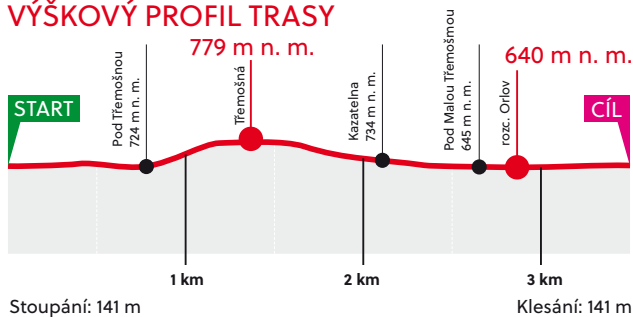 VÝŠKOVÝ PROFIL TRASY
779 m n. m.
640 m n. m.
START
Pod Třemošnou
724 m n. m.
Třemošná
Kazatelna
734 m n. m.
Pod Malou Třemošmou
645 m n. m.
rozc. Orlov
CÍL
1 km
2 km
3 km
Stoupání: 141 m
Klesání: 141 m